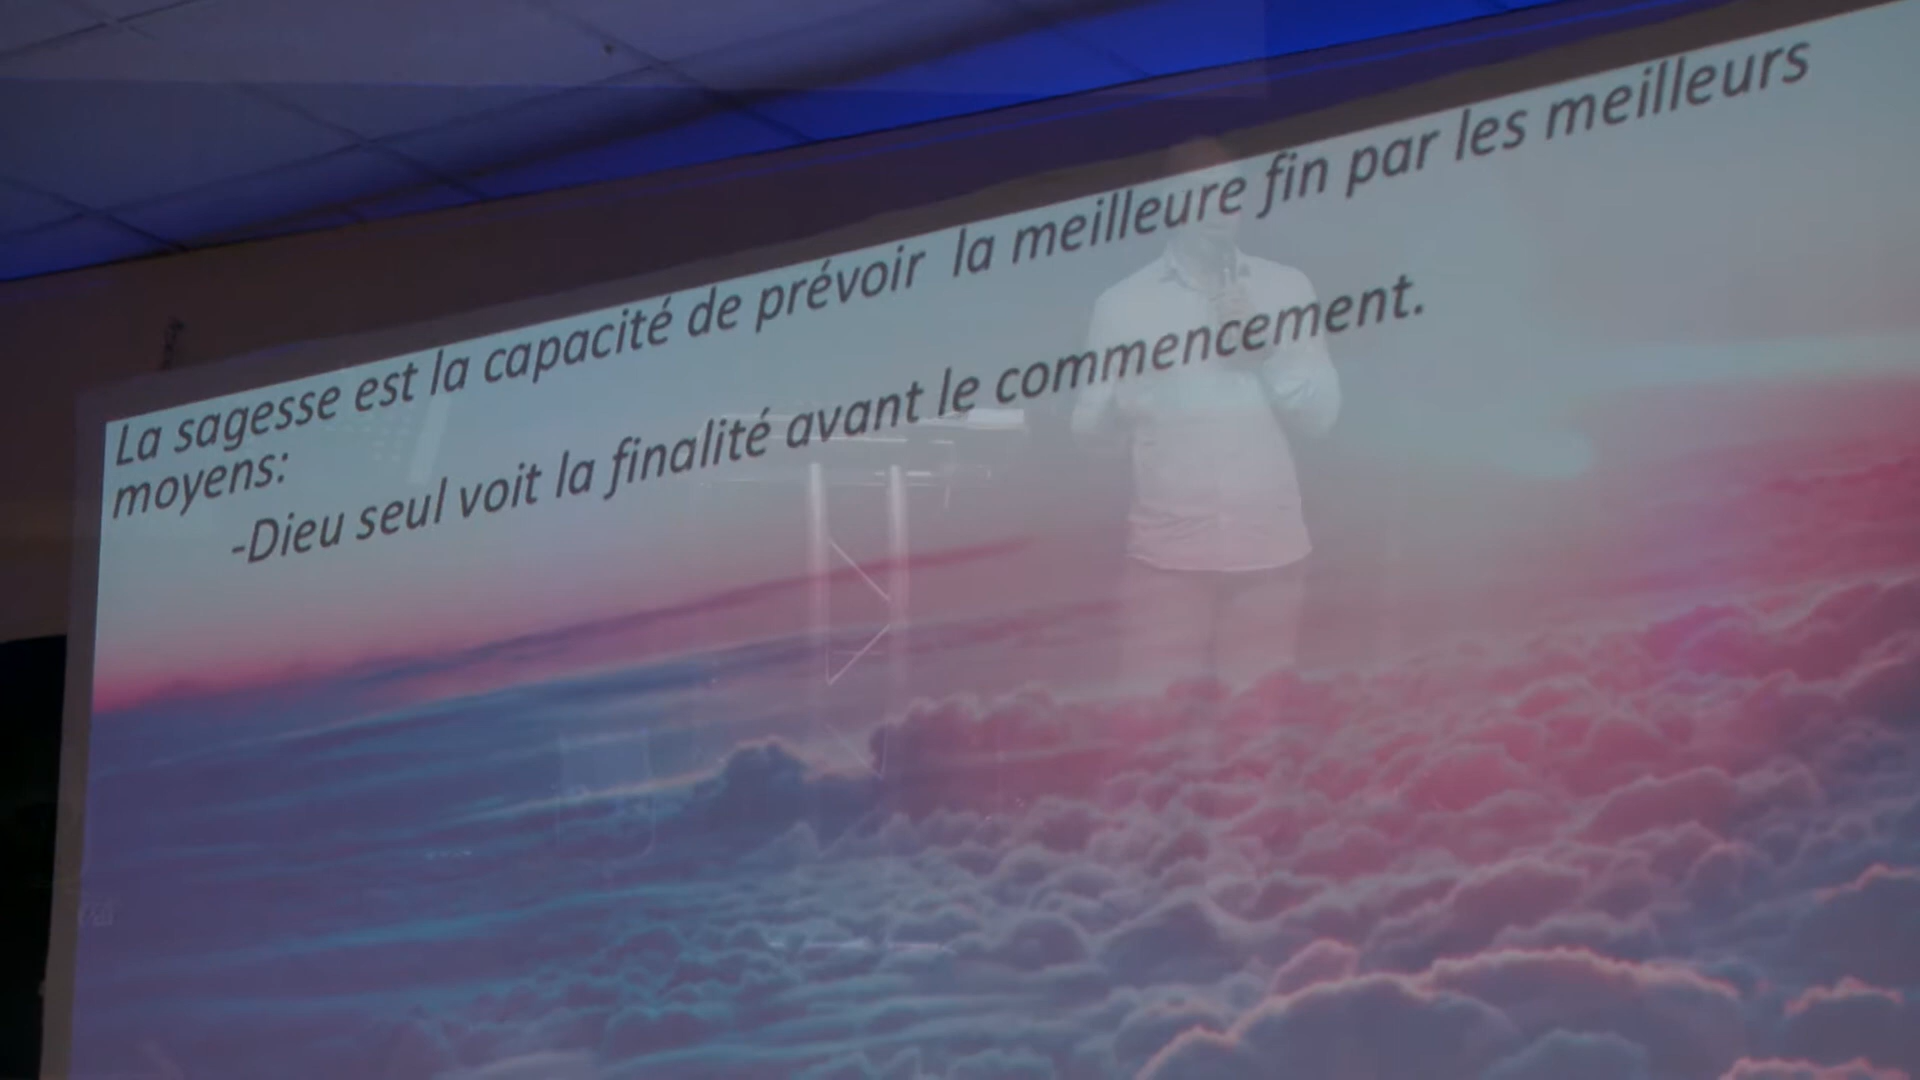 La sagesse est la capacité de prévoir la meilleure fin par les meilleurs
moyens:
-Dieu seul voit la finalité avant le commencement.